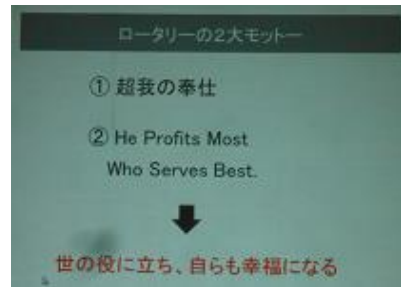 ロータリーの２大モットー
① 超我の奉仕
② He Profits Most
Who Serves Best.
世の役に立ち、自らも幸福になる